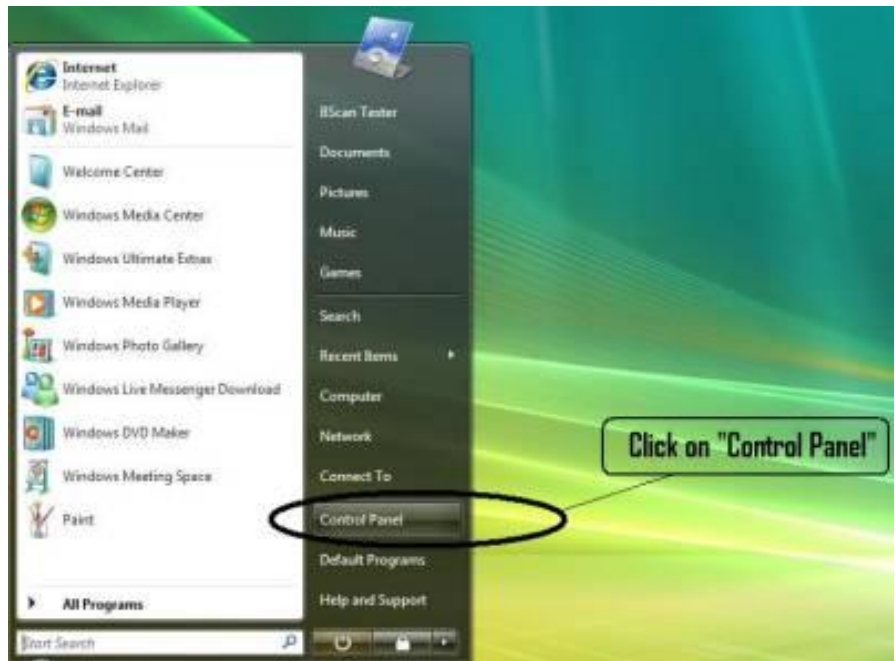 Internet
Internet Explorer
E-mail
Windows Mail
Welcome Center
Windows Media Center
Windows Ultimate Extras
Windows Media Player
Windows Photo Gallery
Windows Live Messenger Download
Windows DVD Maker
Windows Meeting Space
Paint
All Programs
Start Search
BScan Tester
Documents
Pictures
Music
Games
Search
Recent Items
Computer
Network
Connect To
Control Panel
Default Programs
Help and Support
Click on "Control Panel"